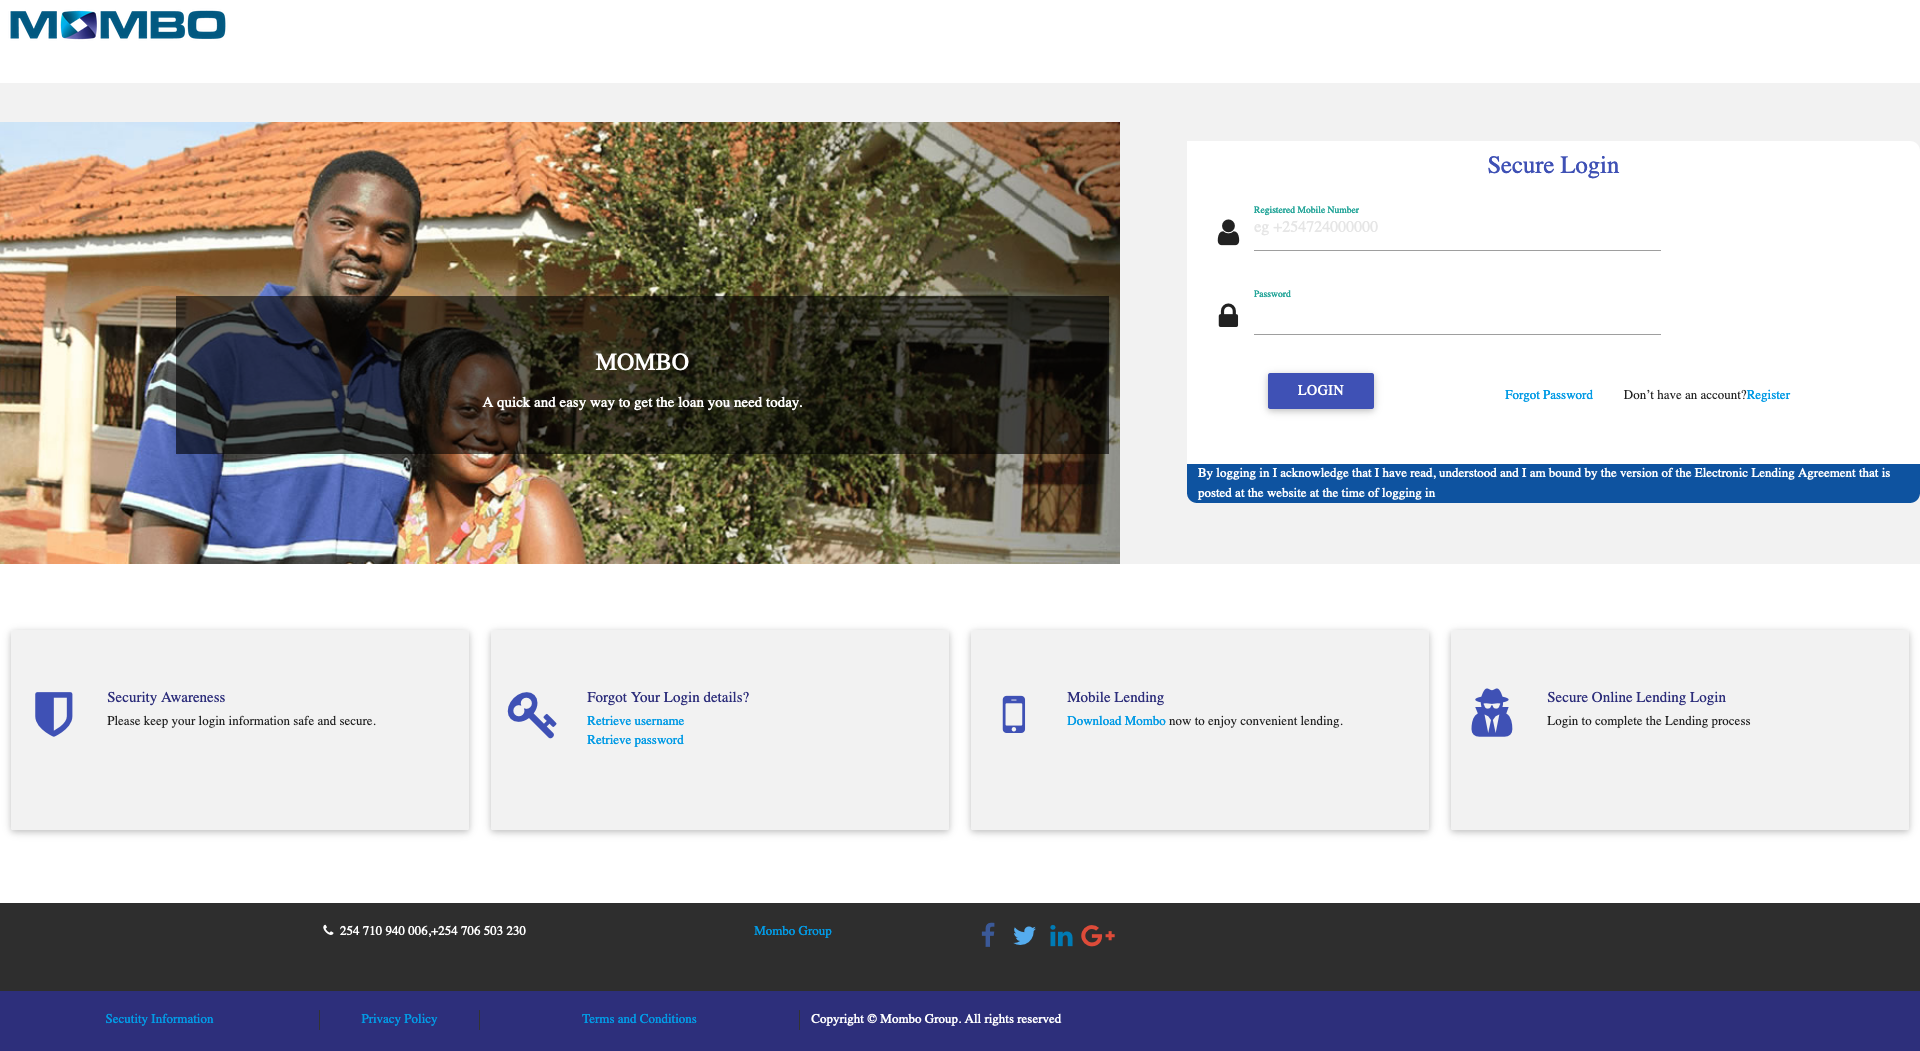 MOMBO
Secure Login
Registered Mobile Number
eg +254724000000
Password
LOGIN
Forgot Password
Don't have an account?Register
By logging in I acknowledge that I have read, understood and I am bound by the version of the Electronic Lending Agreement that is
posted at the website at the time of logging in
MOMBO
A quick and easy way to get the loan you need today.
Security Awareness
Please keep your login information safe and secure.
Forgot Your Login details?
Retrieve username
Retrieve password
Mobile Lending
Download Mombo now to enjoy convenient lending.
Secure Online Lending Login
Login to complete the Lending process
254 710 940 006,+254 706 503 230
Mombo Group
Secutity Information
Privacy Policy
Terms and Conditions
Copyright © Mombo Group. All rights reserved